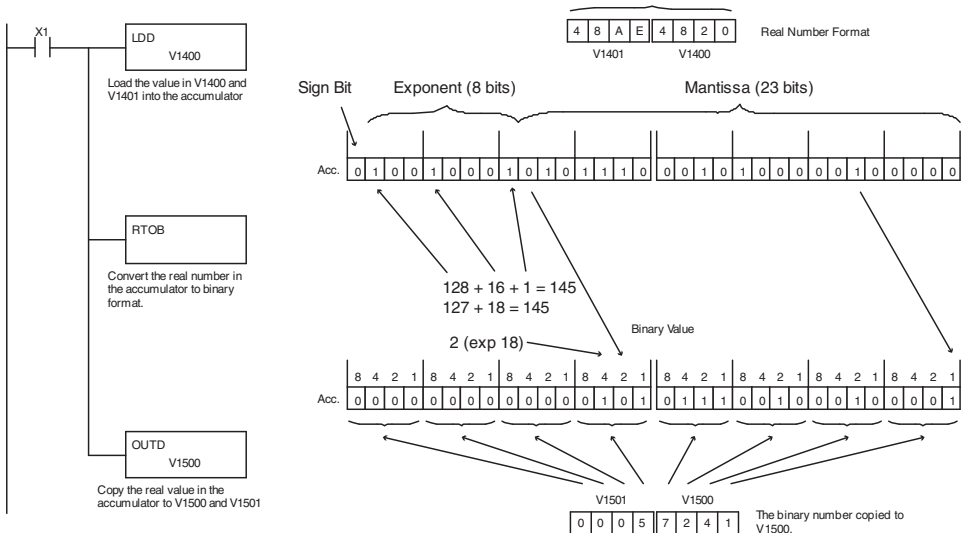 X1
LDD
V1400
Load the value in V1400 and
V1401 into the accumulator
RTOB
Convert the real number in
the accumulator to binary
format.
OUTD
V1500
Copy the real value in the
accumulator to V1500 and V1501
4 8 A E 4 8 2 0
Real Number Format
V1401 V1400
Sign Bit Exponent (8 bits) Mantissa (23 bits)
Acc. 0 1 0 0 1 0 0 0 1 0 1 0 1 1 1 0 0 0 1 0 1 0 0 0 0 0 1 0 0 0 0 0
128 + 16 + 1 = 145
127 + 18 = 145
2 (exp 18)
Binary Value
8 4 2 1 8 4 2 1 8 4 2 1 8 4 2 1 8 4 2 1 8 4 2 1 8 4 2 1 8 4 2 1
Acc. 0 0 0 0 0 0 0 0 0 0 0 0 0 1 0 1 0 1 1 1 0 0 1 0 0 0 1 0 0 0 0 1
V1501 V1500
0 0 0 5 7 2 4 1
The binary number copied to
V1500.